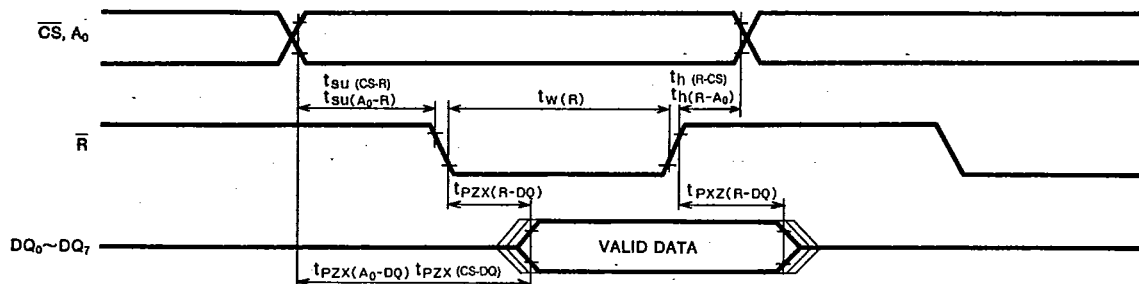 C̅S̅, A₀
tsu (CS-R)
tsu(A₀-R)
tw(R)
th (R-CS)
th(R-A₀)
R̅
tPZX(R-DQ)
tPXZ(R-DQ)
DQ₀~DQ₇
VALID DATA
tPZX(A₀-DQ) tPZX (CS-DQ)